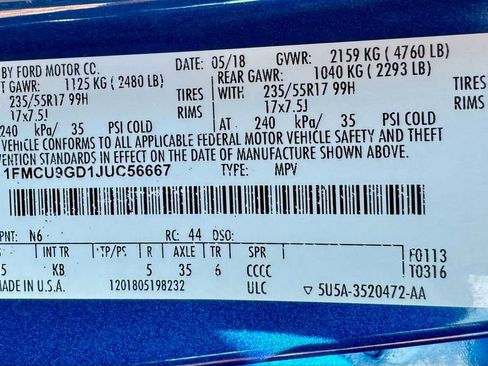 BY FORD MOTOR CO. DATE: 05/18 GVWR: 2159 KG ( 4760 LB)
T GAWR: 1125 KG ( 2480 LB) REAR GAWR: 1040 KG ( 2293 LB)
235/55R17 99H TIRES WITH 235/55R17 99H TIRES
17x7.5J RIMS 17x7.5J RIMS
240 kPa/ 35 PSI COLD AT 240 kPa/ 35 PSI COLD
VEHICLE CONFORMS TO ALL APPLICABLE FEDERAL MOTOR VEHICLE SAFETY AND THEFT
VENTION STANDARDS IN EFFECT ON THE DATE OF MANUFACTURE SHOWN ABOVE.
1FMCU9GD1JUC56667 TYPE: MPV
PNT: N6 RC: 44 DSO: F0113
INT TR TP/PS R AXLE TR SPR T0316
5 KB 5 35 6 CCCC
MADE IN U.S.A. 1201805198232 ULC ▽ 5U5A-3520472-AA